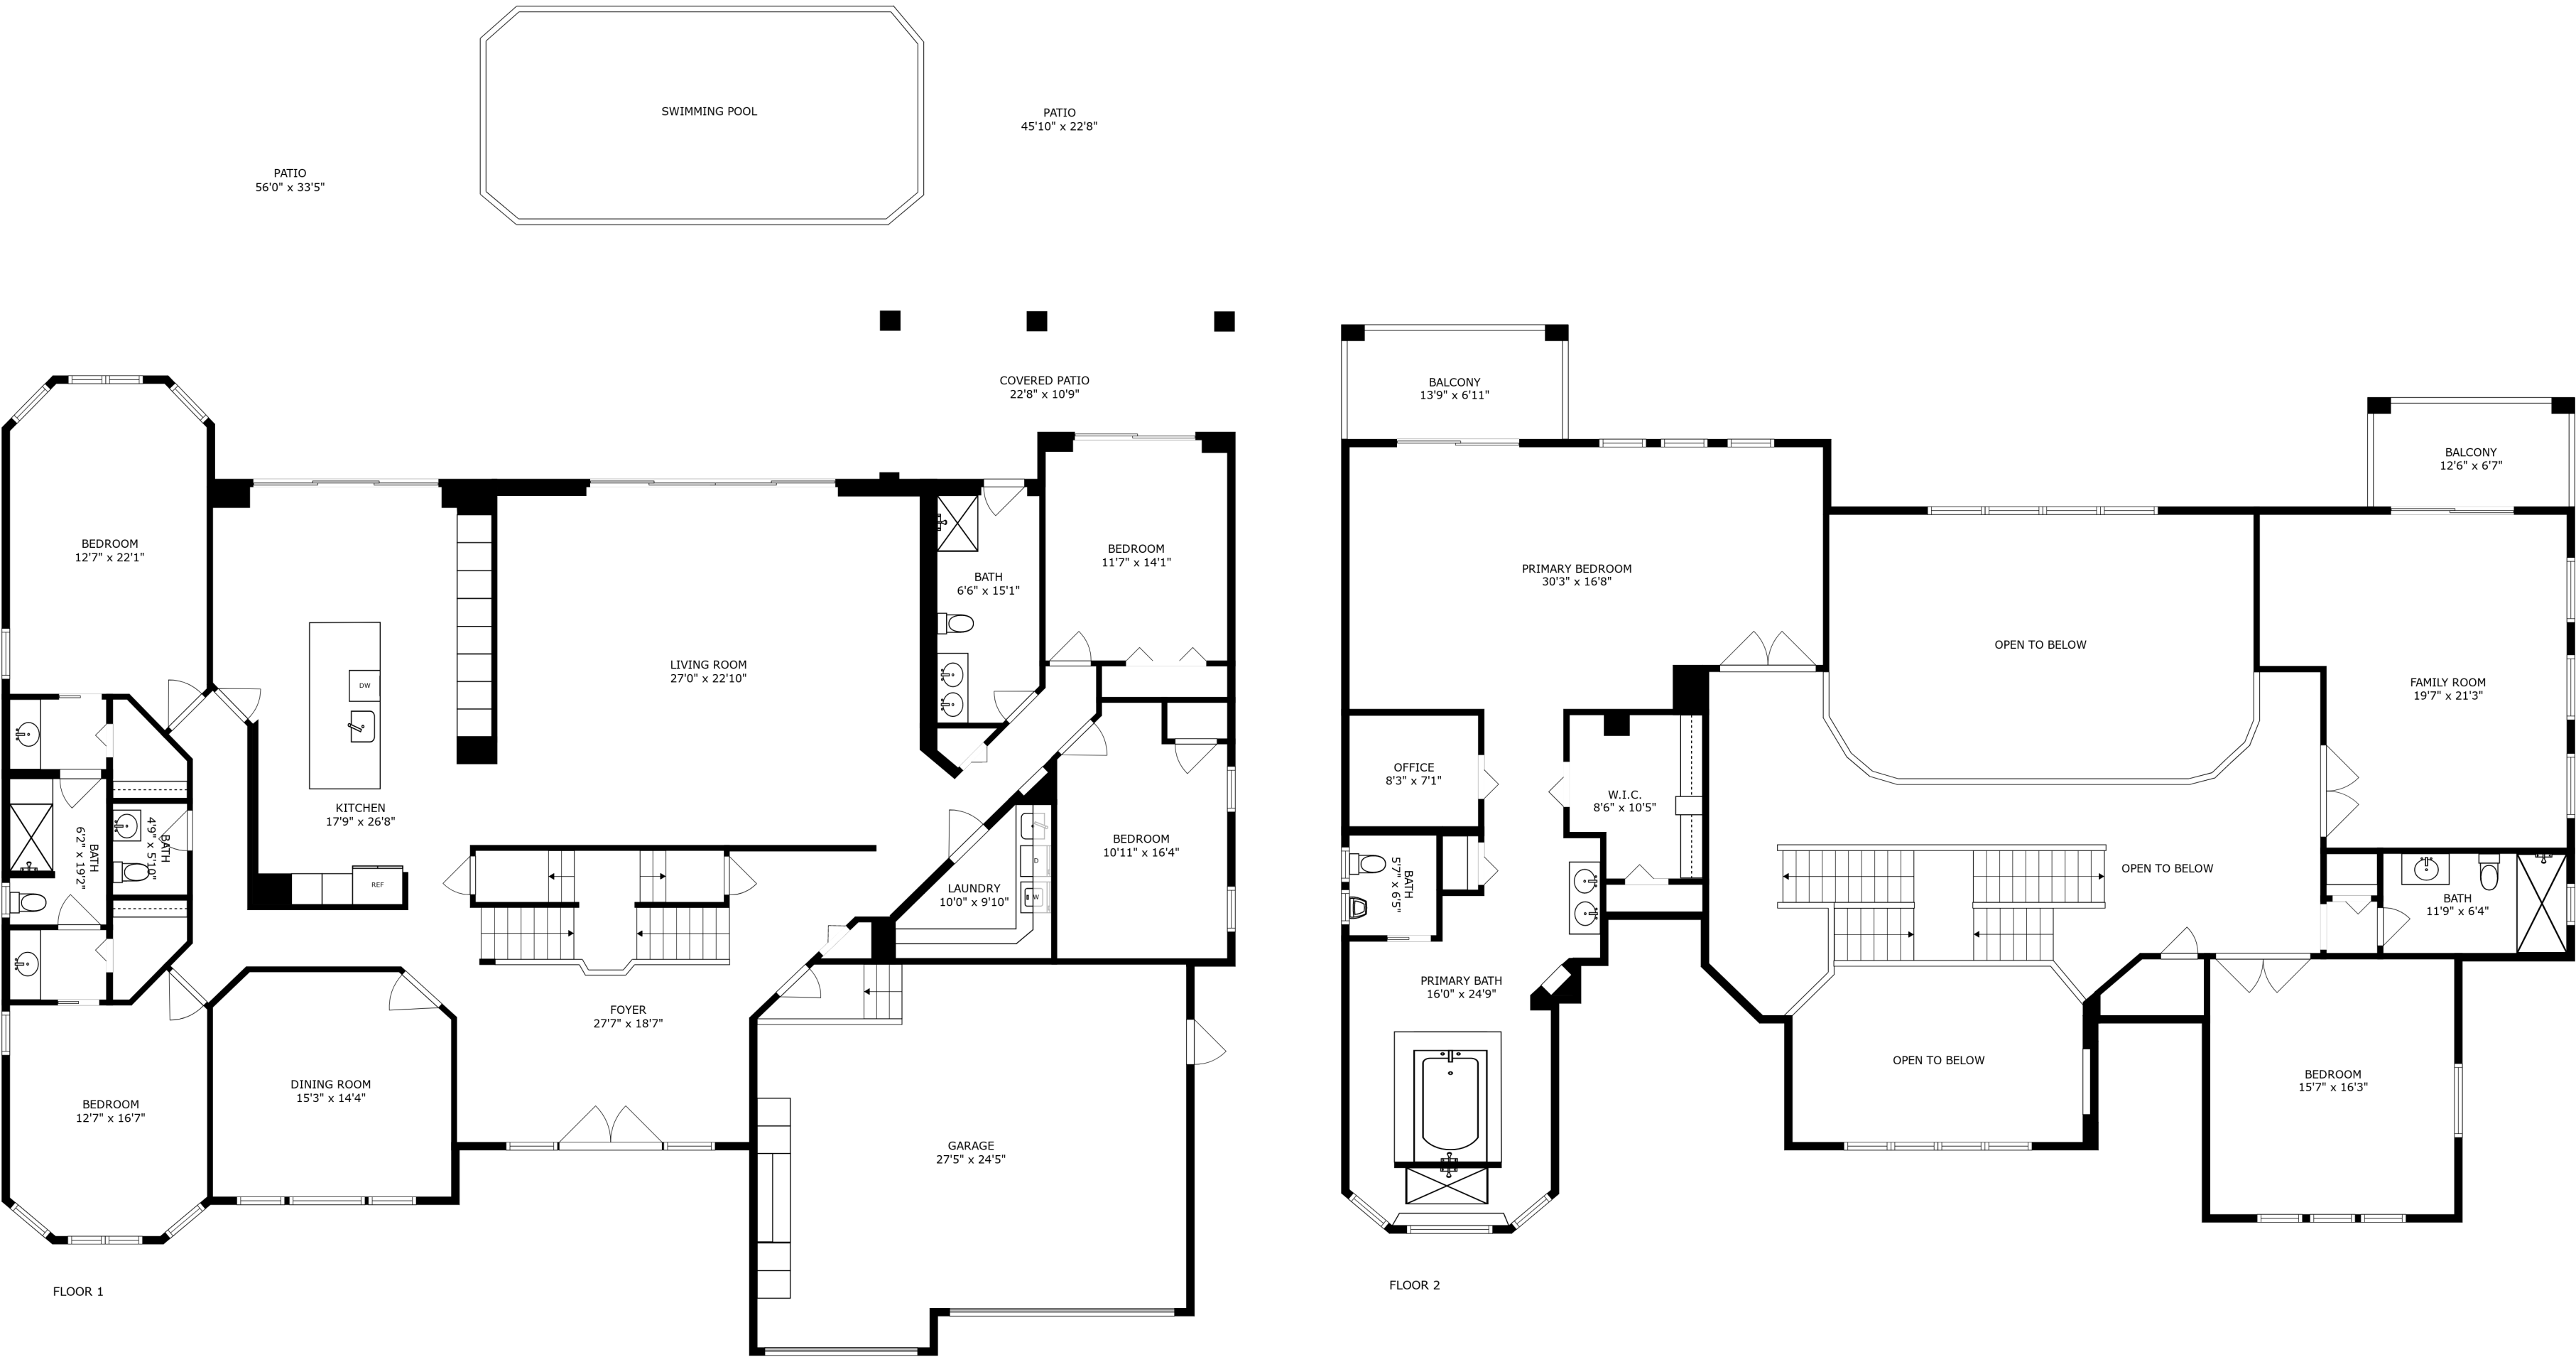 SWIMMING POOL
PATIO
45'10" x 22'8"
PATIO
56'0" x 33'5"
COVERED PATIO
22'8" x 10'9"
BEDROOM
12'7" x 22'1"
BEDROOM
11'7" x 14'1"
BATH
6'6" x 15'1"
LIVING ROOM
27'0" x 22'10"
DW
KITCHEN
17'9" x 26'8"
BATH
4'9" x 5'10"
BATH
6'2" x 19'2"
REF
BEDROOM
10'11" x 16'4"
D
W
LAUNDRY
10'0" x 9'10"
FOYER
27'7" x 18'7"
DINING ROOM
15'3" x 14'4"
BEDROOM
12'7" x 16'7"
GARAGE
27'5" x 24'5"
FLOOR 1
BALCONY
13'9" x 6'11"
BALCONY
12'6" x 6'7"
PRIMARY BEDROOM
30'3" x 16'8"
OPEN TO BELOW
FAMILY ROOM
19'7" x 21'3"
OFFICE
8'3" x 7'1"
W.I.C.
8'6" x 10'5"
BATH
5'7" x 6'5"
OPEN TO BELOW
BATH
11'9" x 6'4"
PRIMARY BATH
16'0" x 24'9"
OPEN TO BELOW
BEDROOM
15'7" x 16'3"
FLOOR 2